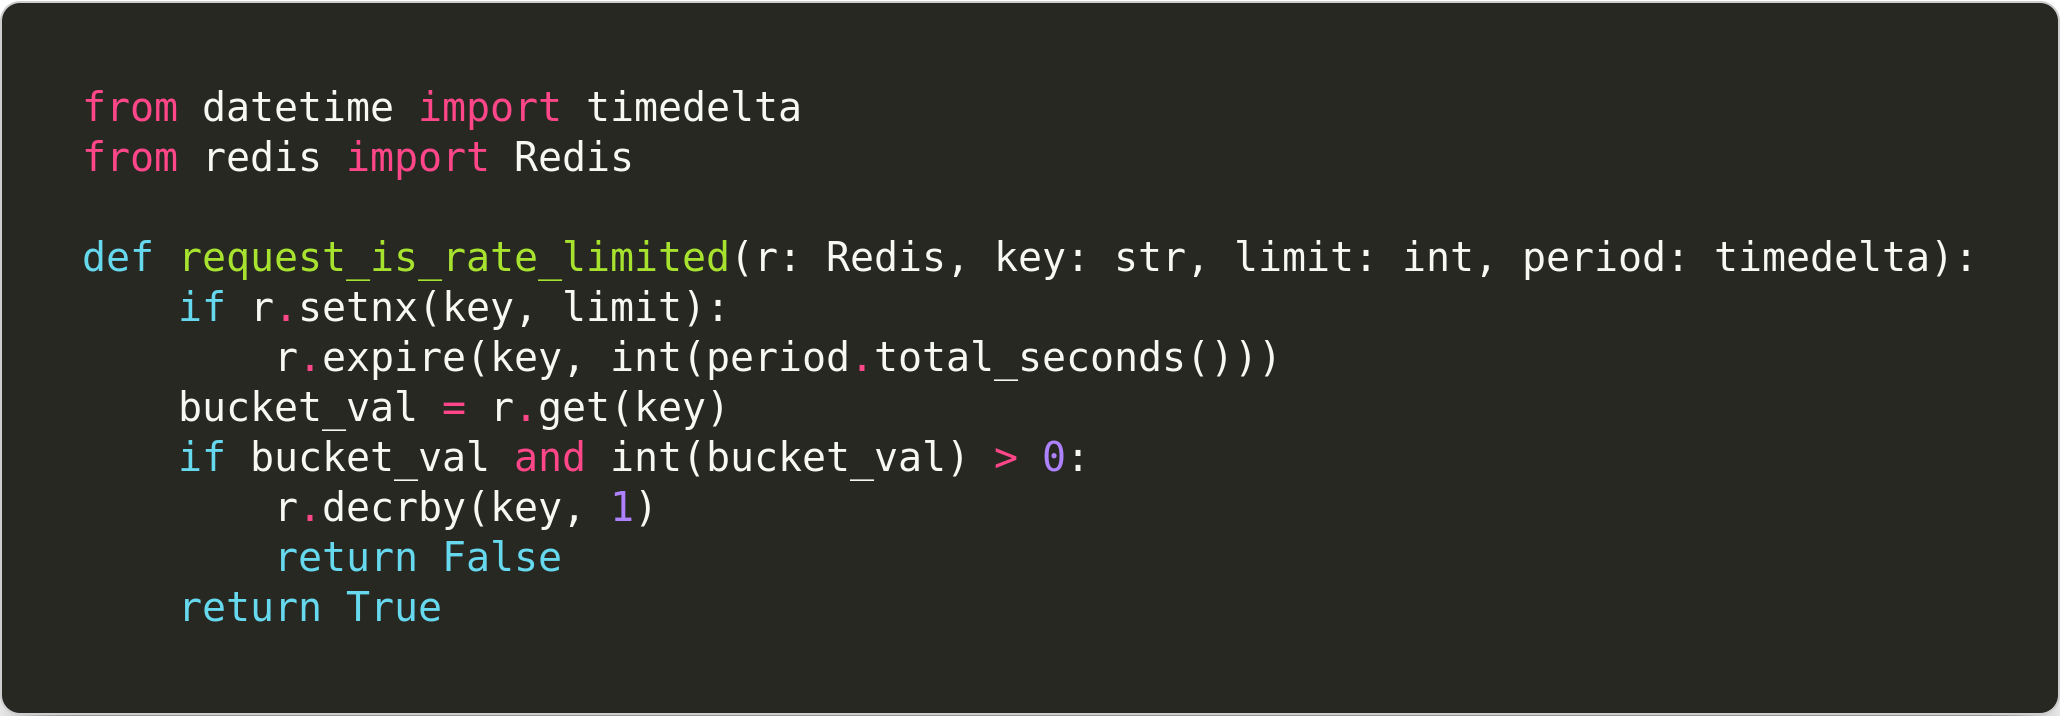 from datetime import timedelta
from redis import Redis

def request_is_rate_limited(r: Redis, key: str, limit: int, period: timedelta):
    if r.setnx(key, limit):
        r.expire(key, int(period.total_seconds()))
    bucket_val = r.get(key)
    if bucket_val and int(bucket_val) > 0:
        r.decrby(key, 1)
        return False
    return True